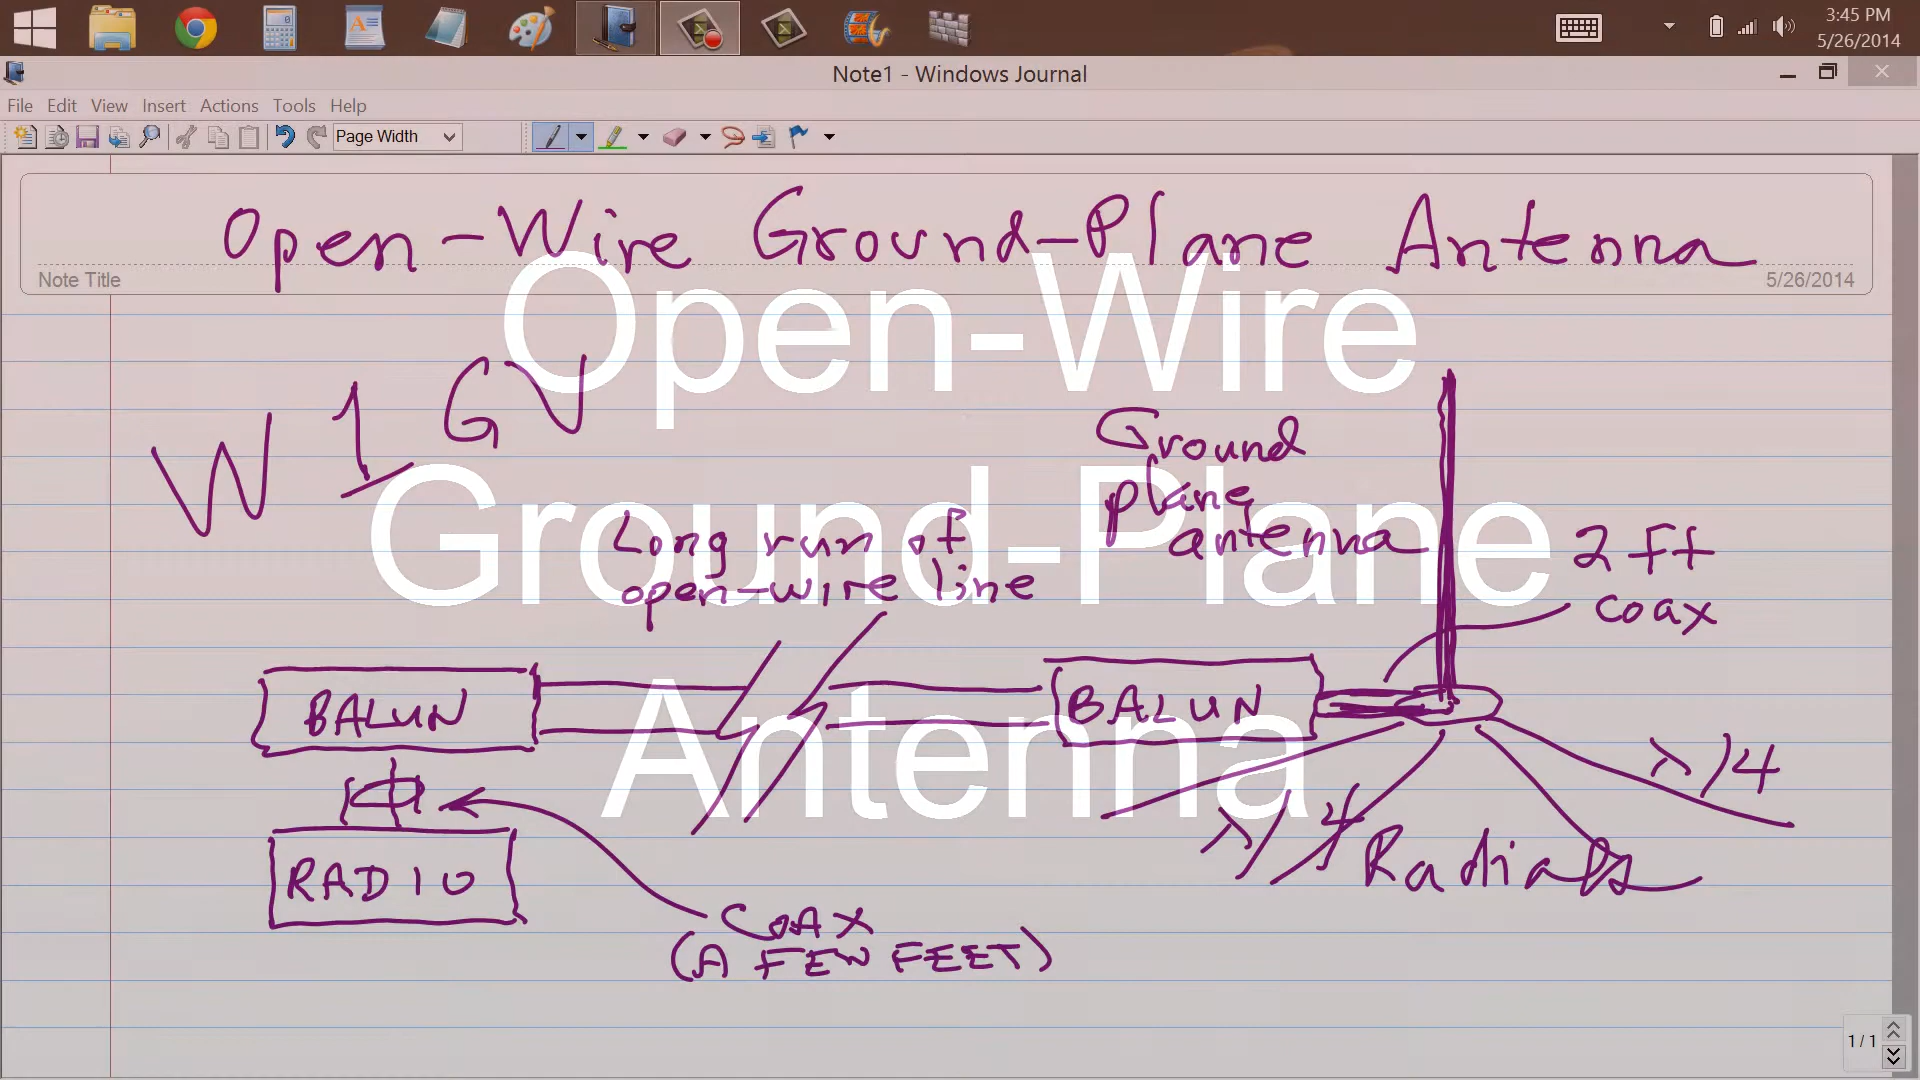 3:45 PM
5/26/2014
Note1 - Windows Journal
File Edit View Insert Actions Tools Help
Page Width
Open-Wire Ground-Plane Antenna
Note Title
5/26/2014
Open-Wire
Ground-Plane
Antenna
W1GV
Ground
plane
antenna
Long run of
open-wire line
2 ft
coax
BALUN
BALUN
λ/4
λ/4
Radials
RADIO
COAX
(A FEW FEET)
1 / 1